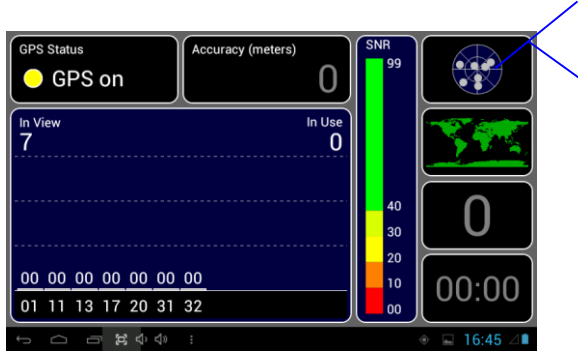 GPS Status
GPS on
Accuracy (meters)
0
SNR
99
40
30
20
10
00
In View
7
In Use
0
00 00 00 00 00 00 00
01 11 13 17 20 31 32
0
00:00
16:45